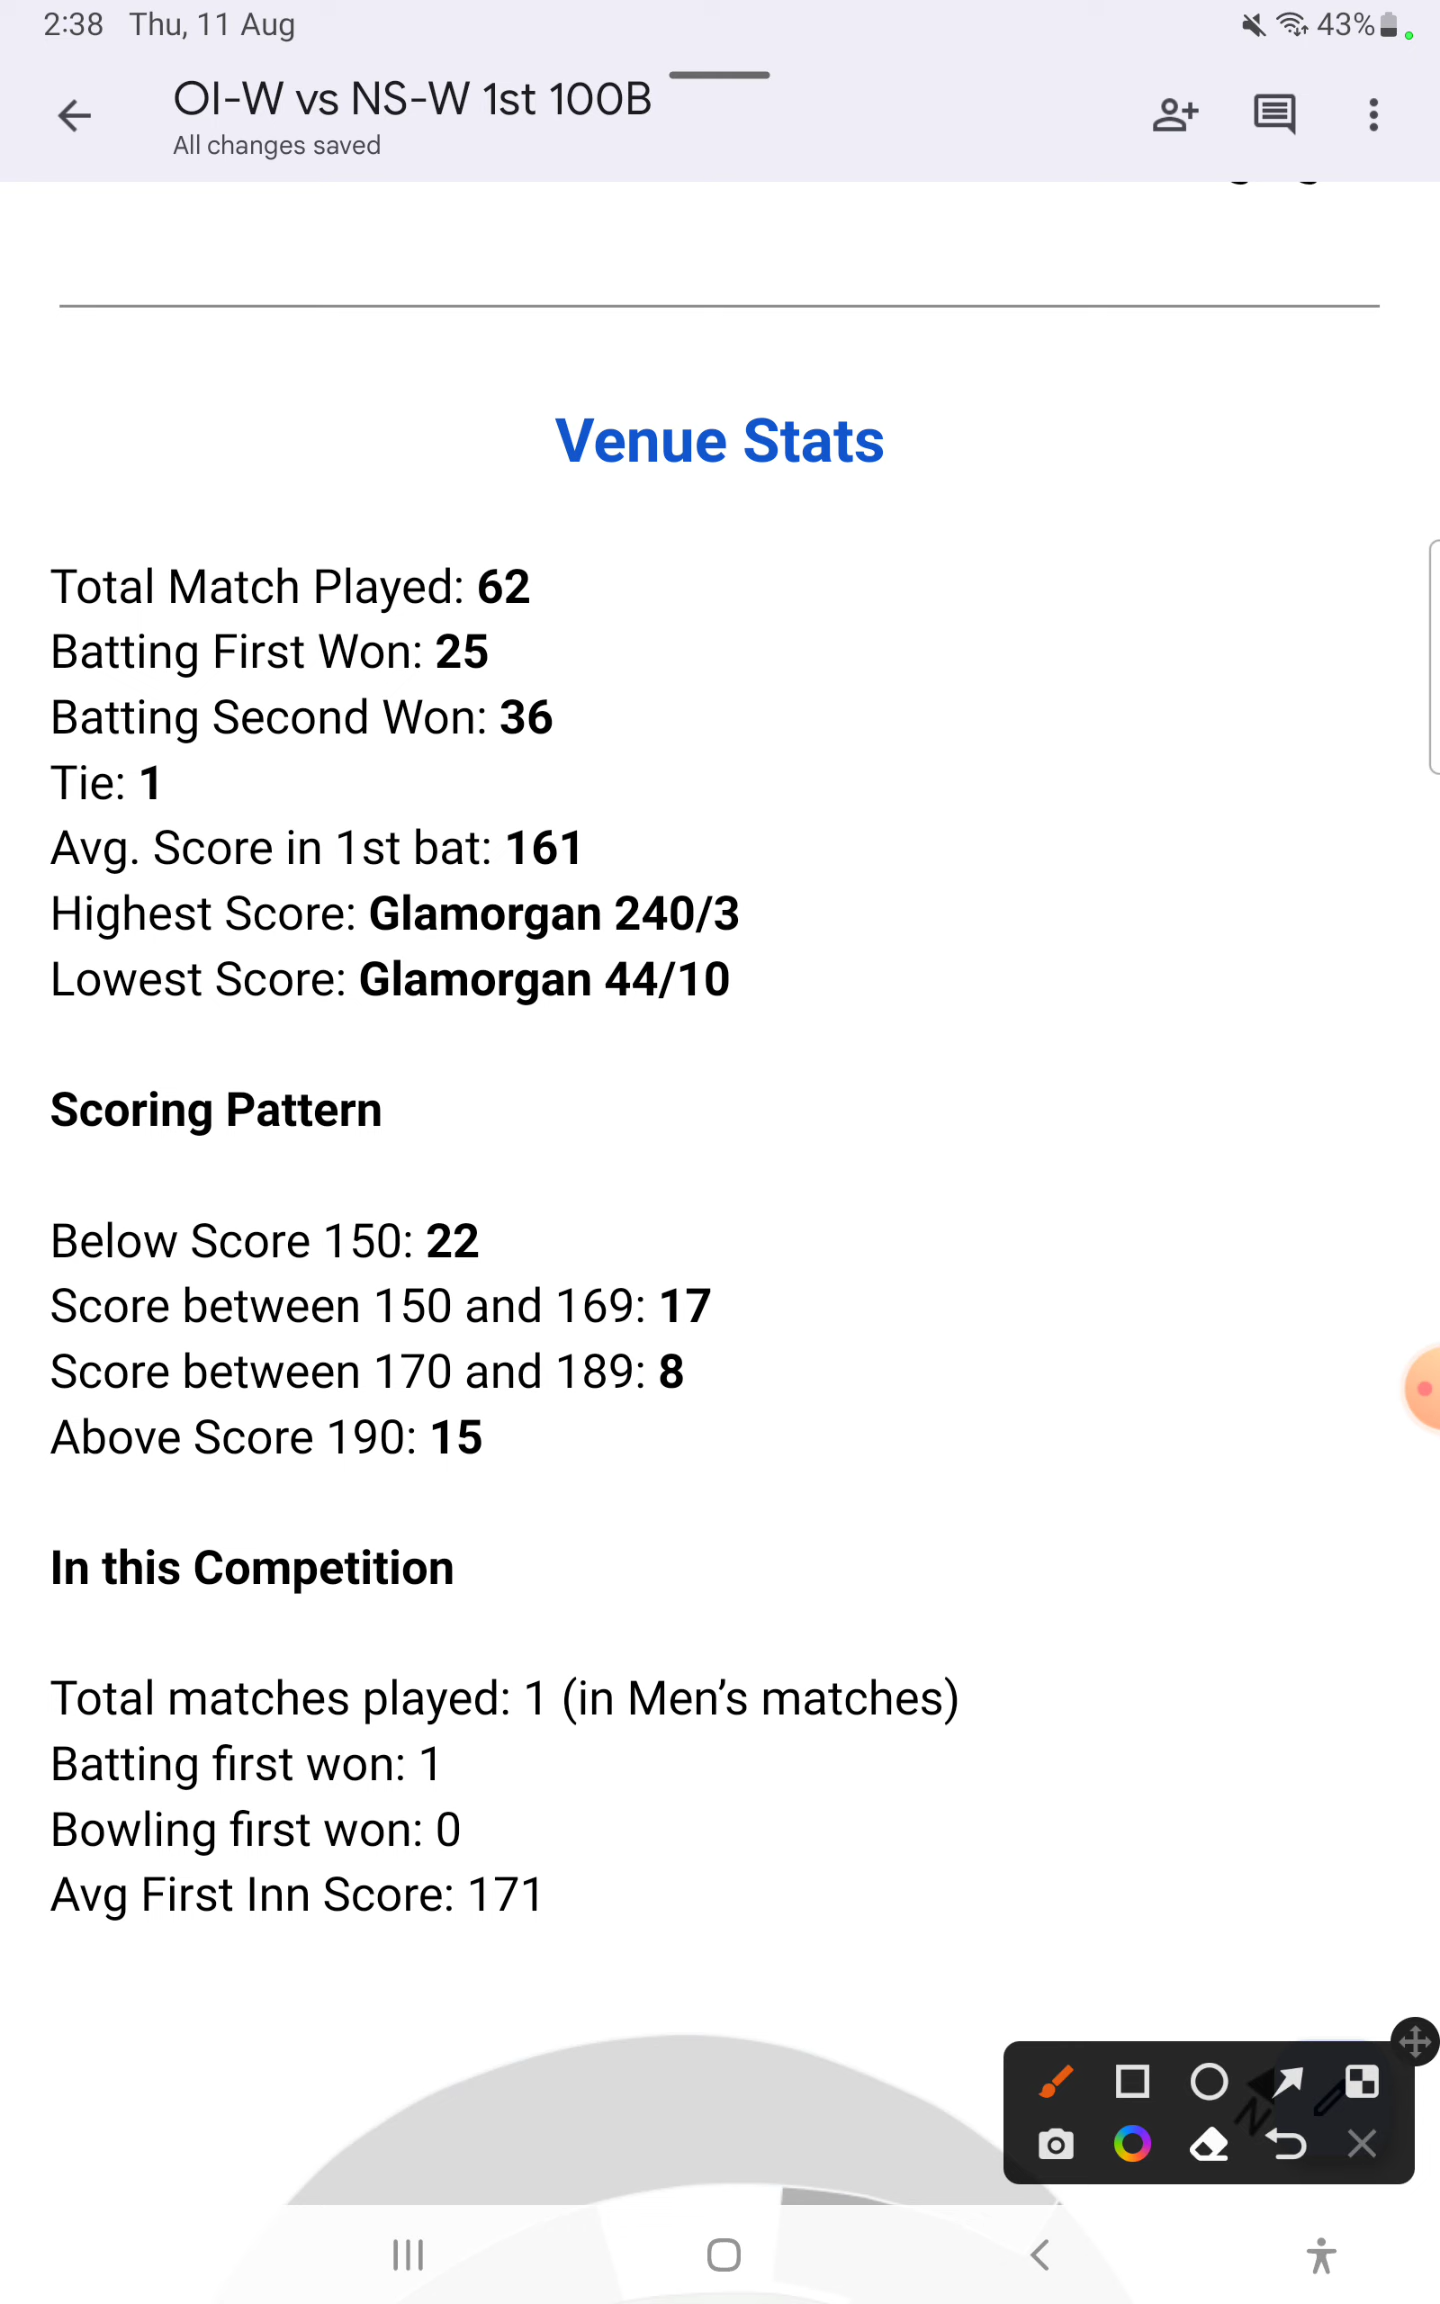 2:38 Thu, 11 Aug 43%
OI-W vs NS-W 1st 100B
All changes saved
Venue Stats
Total Match Played: 62
Batting First Won: 25
Batting Second Won: 36
Tie: 1
Avg. Score in 1st bat: 161
Highest Score: Glamorgan 240/3
Lowest Score: Glamorgan 44/10
Scoring Pattern
Below Score 150: 22
Score between 150 and 169: 17
Score between 170 and 189: 8
Above Score 190: 15
In this Competition
Total matches played: 1 (in Men’s matches)
Batting first won: 1
Bowling first won: 0
Avg First Inn Score: 171
N